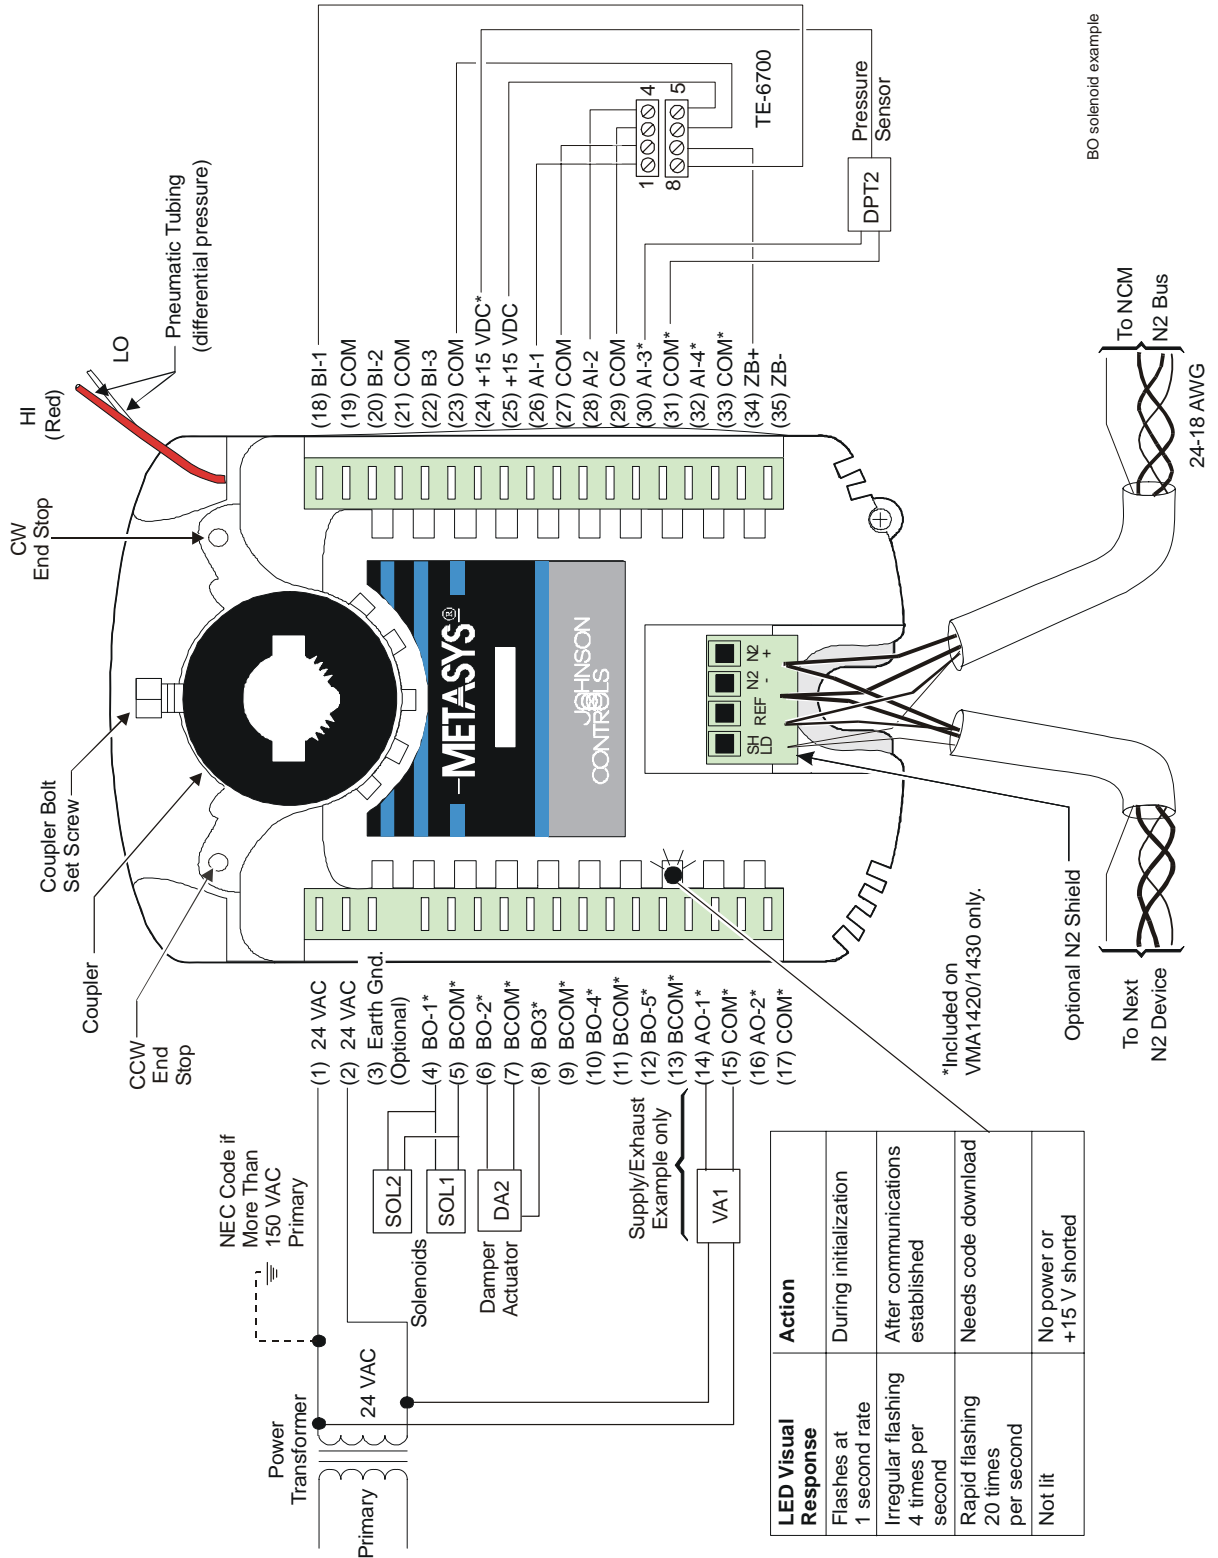 HI
(Red)
LO
Pneumatic Tubing
(differential pressure)
CW
End Stop
Coupler Bolt
Set Screw
Coupler
CCW
End
Stop
(18) BI-1
(19) COM
(20) BI-2
(21) COM
(22) BI-3
(23) COM
(24) +15 VDC*
(25) +15 VDC
(26) AI-1
(27) COM
(28) AI-2
(29) COM
(30) AI-3*
(31) COM*
(32) AI-4*
(33) COM*
(34) ZB+
(35) ZB-
1
4
8
5
TE-6700
Pressure
Sensor
DPT2
BO solenoid example
METASYS®
JOHNSON
CONTROLS
SH
LD
REF
N2
-
N2
+
(1) 24 VAC
(2) 24 VAC
(3) Earth Gnd.
(Optional)
(4) BO-1*
(5) BCOM*
(6) BO-2*
(7) BCOM*
(8) BO3*
(9) BCOM*
(10) BO-4*
(11) BCOM*
(12) BO-5*
(13) BCOM*
(14) AO-1*
(15) COM*
(16) AO-2*
(17) COM*
NEC Code if
More Than
150 VAC
Primary
Power
Transformer
24 VAC
Primary
SOL2
SOL1
Solenoids
DA2
Damper
Actuator
Supply/Exhaust
Example only
VA1
*Included on
VMA1420/1430 only.
Optional N2 Shield
To NCM
N2 Bus
24-18 AWG
To Next
N2 Device
LED Visual
Response
Action
Flashes at
1 second rate
During initialization
Irregular flashing
4 times per
second
After communications
established
Rapid flashing
20 times
per second
Needs code download
Not lit
No power or
+15 V shorted